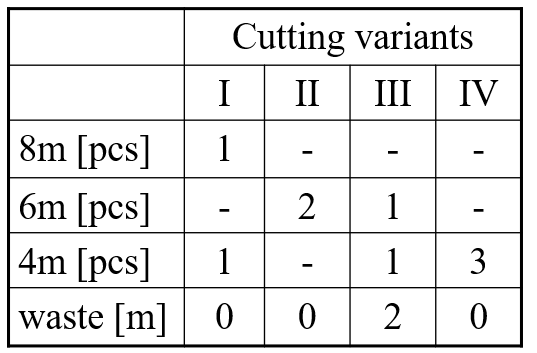 Cutting variants
I II III IV
8m [pcs] 1 - - -
6m [pcs] - 2 1 -
4m [pcs] 1 - 1 3
waste [m] 0 0 2 0